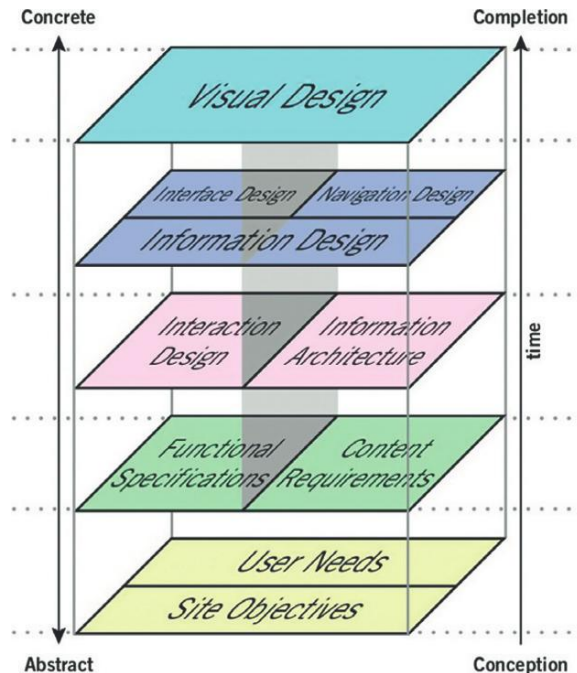 Concrete
Completion
Visual Design
Interface Design
Navigation Design
Information Design
Interaction
Design
Information
Architecture
time
Functional
Specifications
Content
Requirements
User Needs
Site Objectives
Abstract
Conception